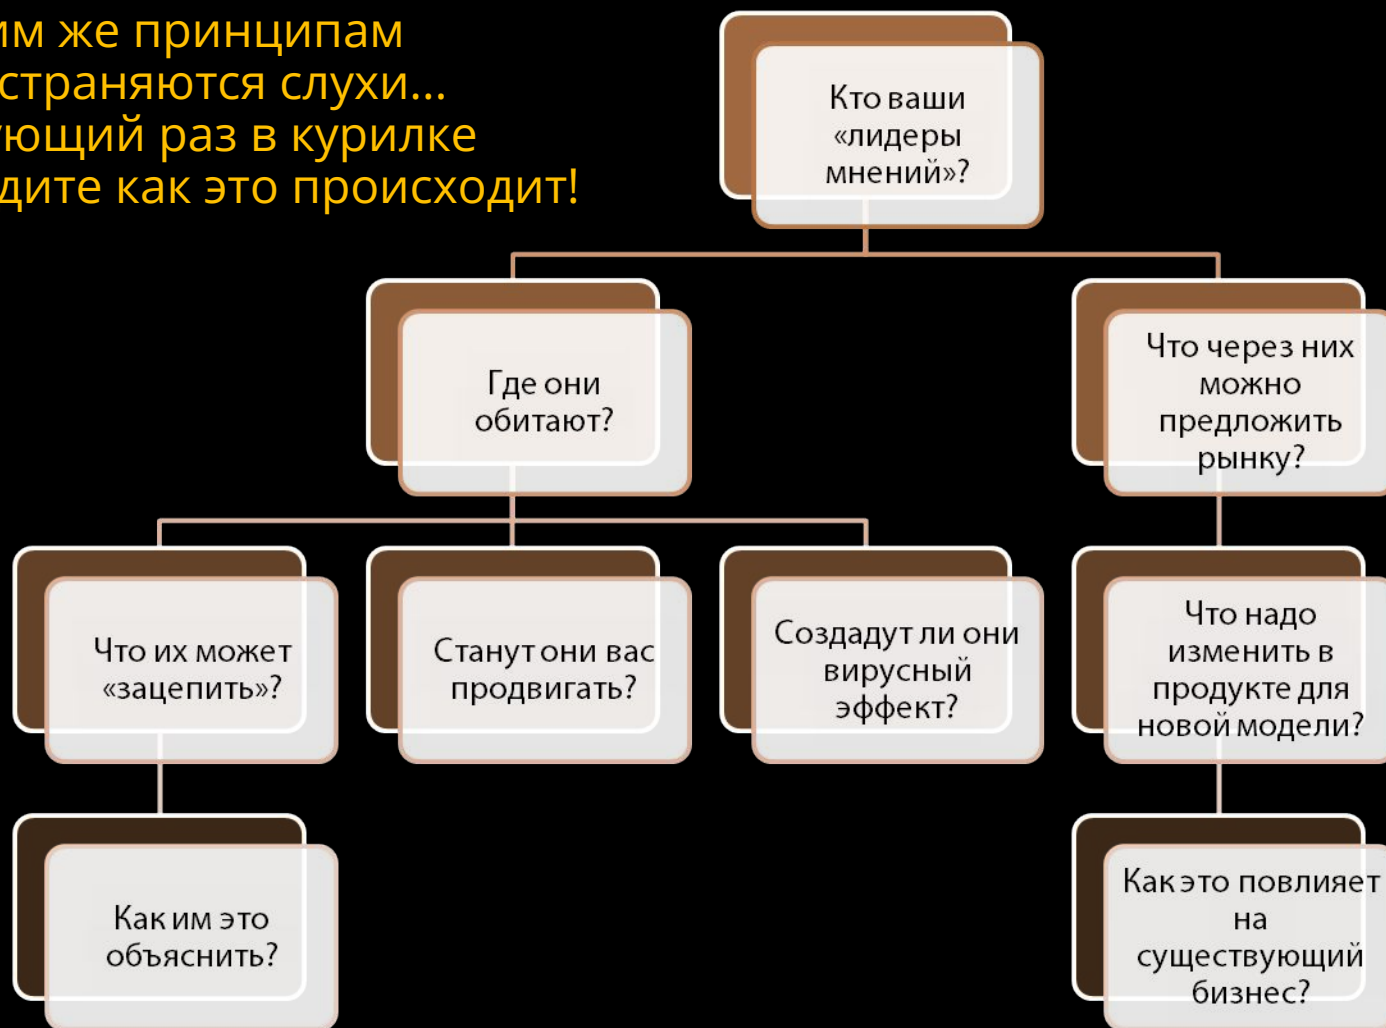 им же принципам
страняются слухи...
ующий раз в курилке
дите как это происходит!
Кто ваши
«лидеры
мнений»?
Где они
обитают?
Что через них
можно
предложить
рынку?
Что их может
«зацепить»?
Станут они вас
продвигать?
Создадут ли они
вирусный
эффект?
Что надо
изменить в
продукте для
новой модели?
Как им это
объяснить?
Как это повлияет
на
существующий
бизнес?